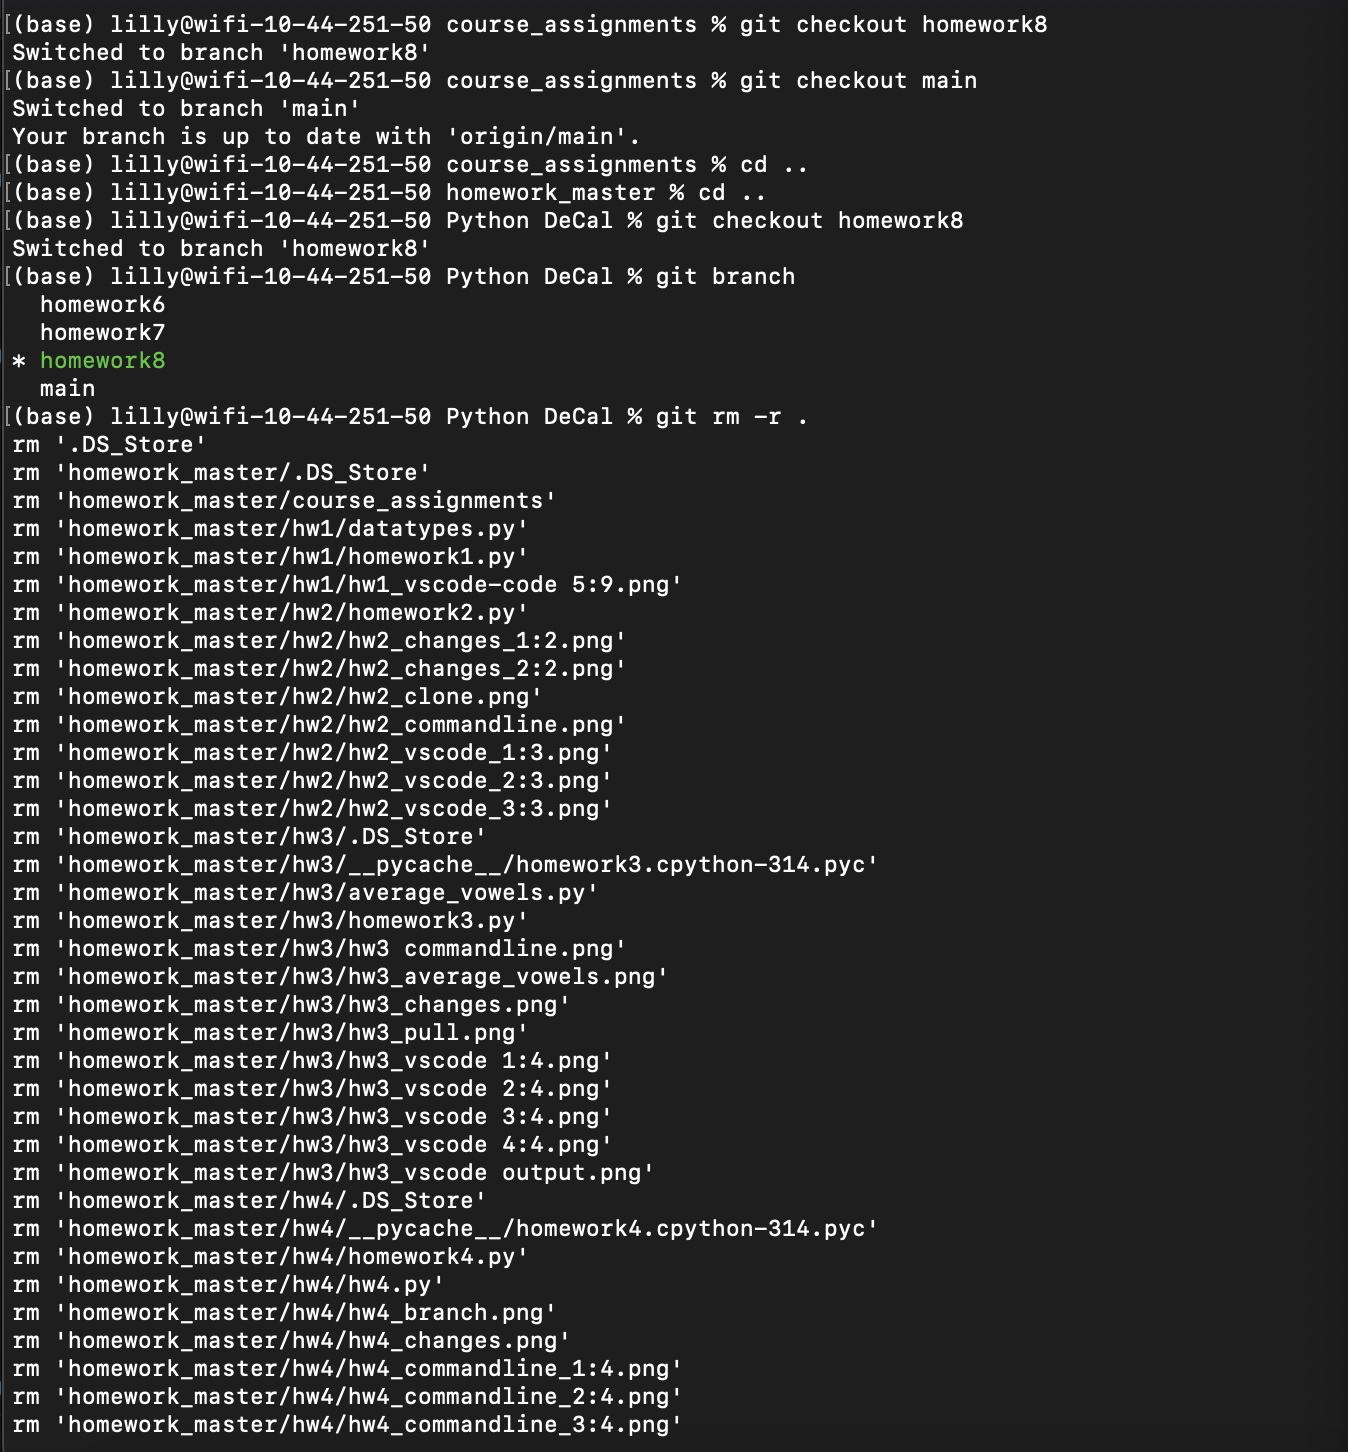 [(base) lilly@wifi-10-44-251-50 course_assignments % git checkout homework8
Switched to branch 'homework8'
[(base) lilly@wifi-10-44-251-50 course_assignments % git checkout main
Switched to branch 'main'
Your branch is up to date with 'origin/main'.
[(base) lilly@wifi-10-44-251-50 course_assignments % cd ..
[(base) lilly@wifi-10-44-251-50 homework_master % cd ..
[(base) lilly@wifi-10-44-251-50 Python DeCal % git checkout homework8
Switched to branch 'homework8'
[(base) lilly@wifi-10-44-251-50 Python DeCal % git branch
  homework6
  homework7
* homework8
  main
[(base) lilly@wifi-10-44-251-50 Python DeCal % git rm -r .
rm '.DS_Store'
rm 'homework_master/.DS_Store'
rm 'homework_master/course_assignments'
rm 'homework_master/hw1/datatypes.py'
rm 'homework_master/hw1/homework1.py'
rm 'homework_master/hw1/hw1_vscode-code 5:9.png'
rm 'homework_master/hw2/homework2.py'
rm 'homework_master/hw2/hw2_changes_1:2.png'
rm 'homework_master/hw2/hw2_changes_2:2.png'
rm 'homework_master/hw2/hw2_clone.png'
rm 'homework_master/hw2/hw2_commandline.png'
rm 'homework_master/hw2/hw2_vscode_1:3.png'
rm 'homework_master/hw2/hw2_vscode_2:3.png'
rm 'homework_master/hw2/hw2_vscode_3:3.png'
rm 'homework_master/hw3/.DS_Store'
rm 'homework_master/hw3/__pycache__/homework3.cpython-314.pyc'
rm 'homework_master/hw3/average_vowels.py'
rm 'homework_master/hw3/homework3.py'
rm 'homework_master/hw3/hw3 commandline.png'
rm 'homework_master/hw3/hw3_average_vowels.png'
rm 'homework_master/hw3/hw3_changes.png'
rm 'homework_master/hw3/hw3_pull.png'
rm 'homework_master/hw3/hw3_vscode 1:4.png'
rm 'homework_master/hw3/hw3_vscode 2:4.png'
rm 'homework_master/hw3/hw3_vscode 3:4.png'
rm 'homework_master/hw3/hw3_vscode 4:4.png'
rm 'homework_master/hw3/hw3_vscode output.png'
rm 'homework_master/hw4/.DS_Store'
rm 'homework_master/hw4/__pycache__/homework4.cpython-314.pyc'
rm 'homework_master/hw4/homework4.py'
rm 'homework_master/hw4/hw4.py'
rm 'homework_master/hw4/hw4_branch.png'
rm 'homework_master/hw4/hw4_changes.png'
rm 'homework_master/hw4/hw4_commandline_1:4.png'
rm 'homework_master/hw4/hw4_commandline_2:4.png'
rm 'homework_master/hw4/hw4_commandline_3:4.png'